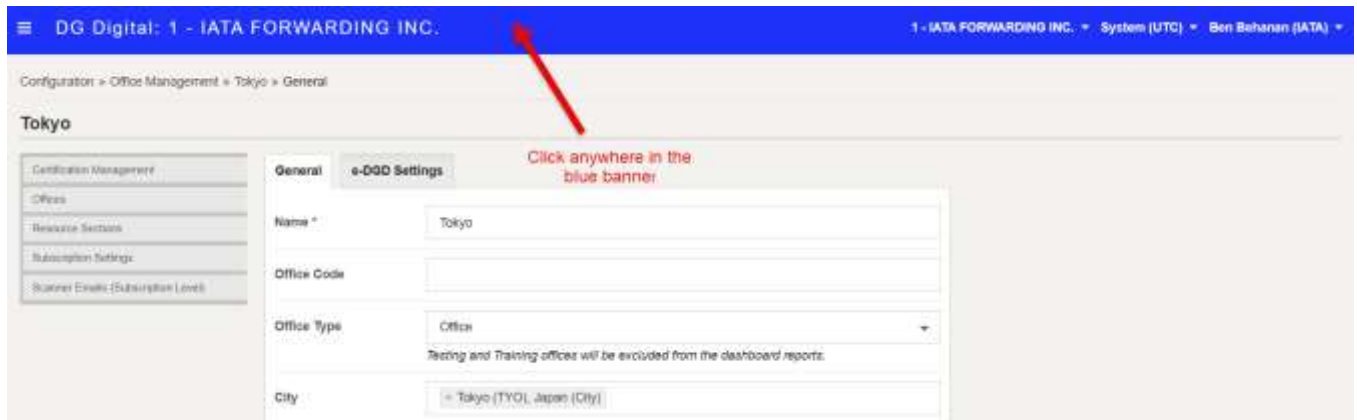 ≡ DG Digital: 1 - IATA FORWARDING INC.
1 - IATA FORWARDING INC. System (UTC) Ben Behanan (IATA)
Configuration » Office Management » Tokyo » General
Tokyo
Certification Management
Offices
Resource Sections
Subscription Settings
Scanner Emails (Subscription Level)
General e-DGD Settings
Click anywhere in the
blue banner
Name * Tokyo
Office Code
Office Type Office
Testing and Training offices will be excluded from the dashboard reports.
City × Tokyo (TYO), Japan (City)